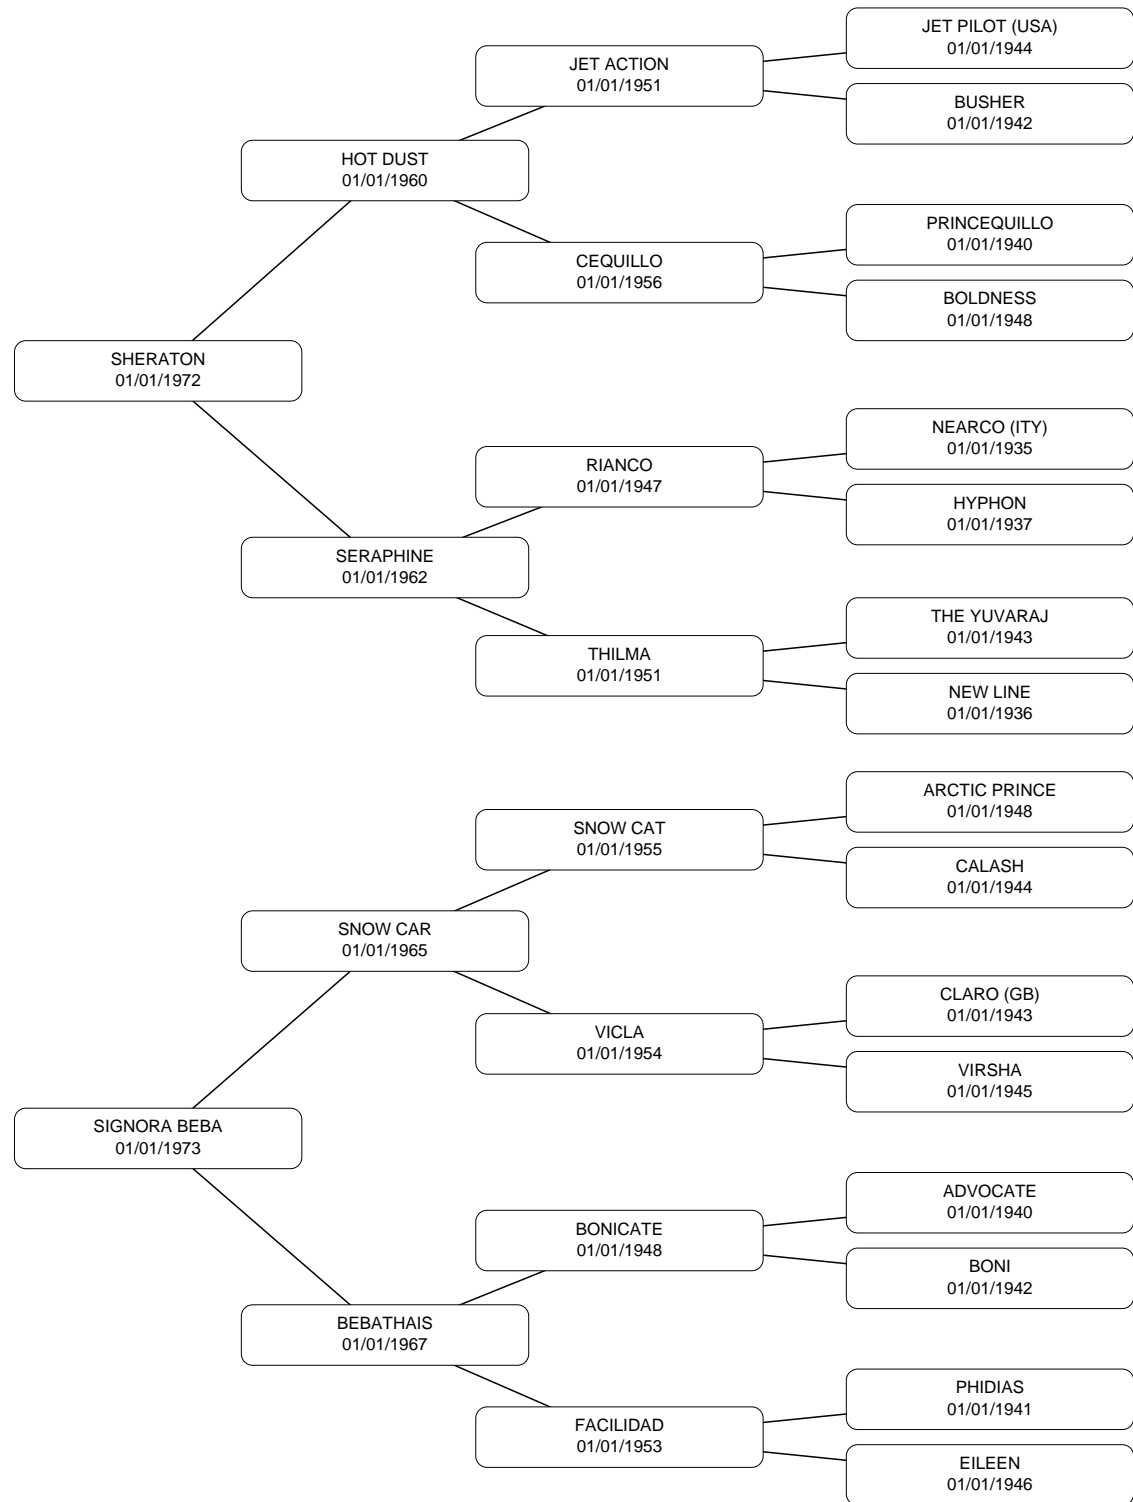 JET PILOT (USA)
01/01/1944
JET ACTION
01/01/1951
BUSHER
01/01/1942
HOT DUST
01/01/1960
PRINCEQUILLO
01/01/1940
CEQUILLO
01/01/1956
BOLDNESS
01/01/1948
SHERATON
01/01/1972
NEARCO (ITY)
01/01/1935
RIANCO
01/01/1947
HYPHON
01/01/1937
SERAPHINE
01/01/1962
THE YUVARAJ
01/01/1943
THILMA
01/01/1951
NEW LINE
01/01/1936
ARCTIC PRINCE
01/01/1948
SNOW CAT
01/01/1955
CALASH
01/01/1944
SNOW CAR
01/01/1965
CLARO (GB)
01/01/1943
VICLA
01/01/1954
VIRSHA
01/01/1945
SIGNORA BEBA
01/01/1973
ADVOCATE
01/01/1940
BONICATE
01/01/1948
BONI
01/01/1942
BEBATHAIS
01/01/1967
PHIDIAS
01/01/1941
FACILIDAD
01/01/1953
EILEEN
01/01/1946